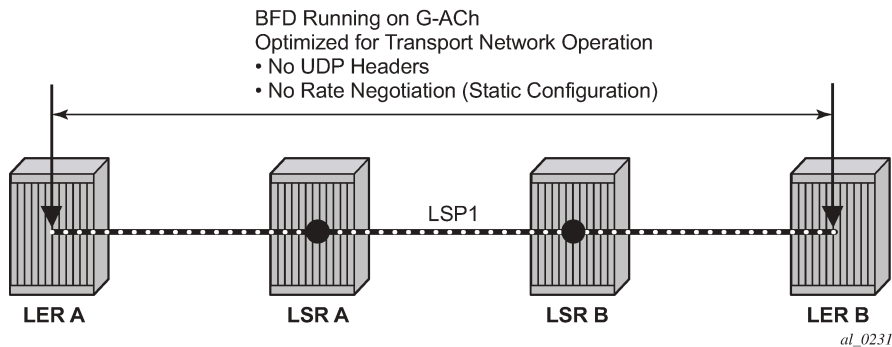 BFD Running on G-ACh
Optimized for Transport Network Operation
• No UDP Headers
• No Rate Negotiation (Static Configuration)
LSP1
LER A
LSR A
LSR B
LER B
al_0231